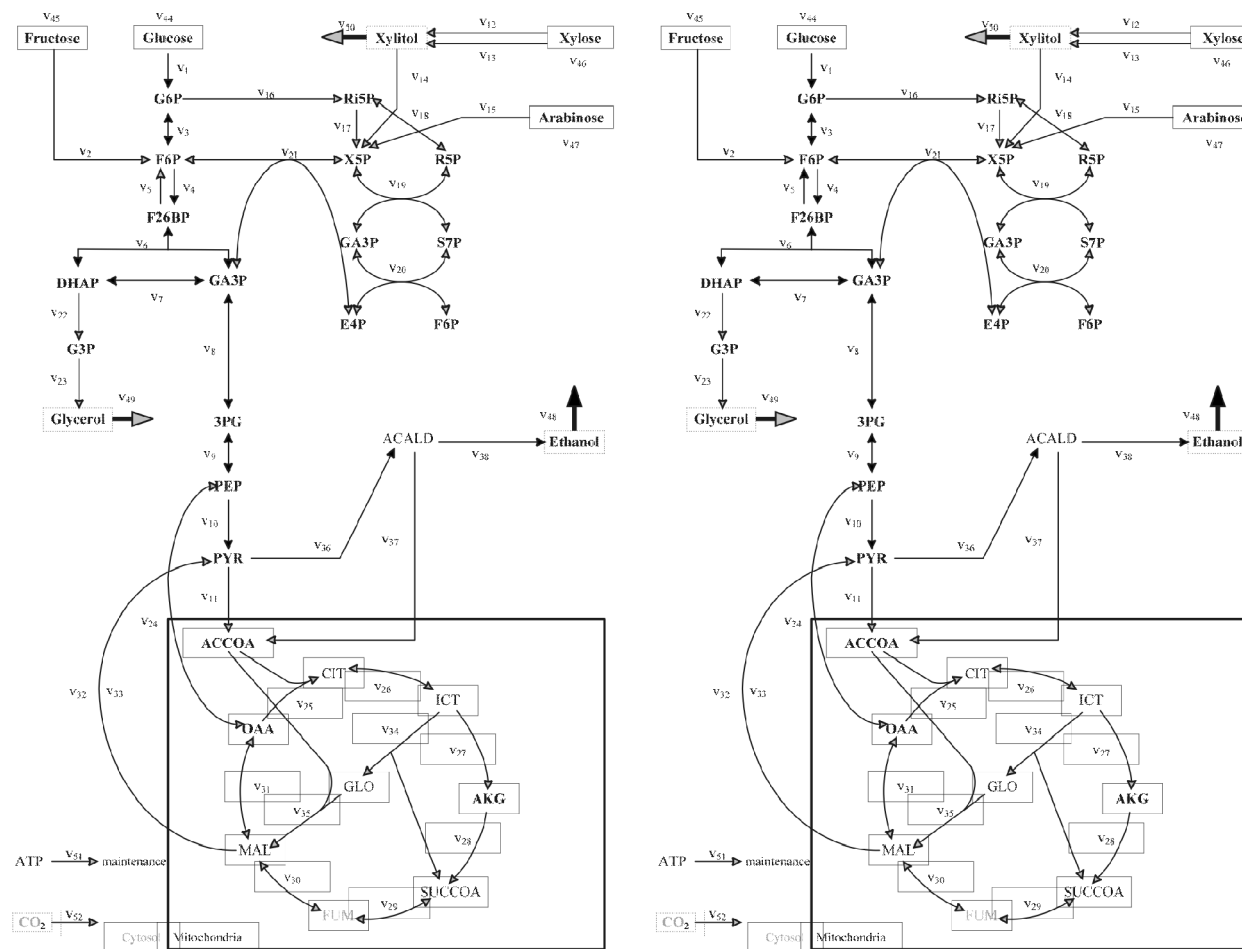 v45 v44 v50 v12
Fructose Glucose Xylitol Xylose
v13 v46
v1 v14
G6P v16 Ri5P v15
v3 v17 v18 Arabinose
v47
v2 F6P v21 X5P R5P
v5 v4 v19
F26BP
v6 GA3P S7P
DHAP GA3P v20
v7
v22 E4P F6P
G3P v8
v23
Glycerol v49 v48
3PG ACALD Ethanol
v9 v38
PEP
v10 v36 v37
PYR
v11
v24
ACCOA
CIT
v32 v33 v26 ICT
v25
OAA v34
v27
v31 GLO AKG
v35
v28
MAL
ATP v51 maintenance
v30 SUCCOA
FUM v29
CO2 v52
Cytosol Mitochondria
v45 v44 v50 v12
Fructose Glucose Xylitol Xylose
v13 v46
v1 v14
G6P v16 Ri5P v15
v3 v17 v18 Arabinose
v47
v2 F6P v21 X5P R5P
v5 v4 v19
F26BP
v6 GA3P S7P
DHAP GA3P v20
v7
v22 E4P F6P
G3P v8
v23
Glycerol v49 v48
3PG ACALD Ethanol
v9 v38
PEP
v10 v36 v37
PYR
v11
v24
ACCOA
CIT
v32 v33 v26 ICT
v25
OAA v34
v27
v31 GLO AKG
v35
v28
MAL
ATP v51 maintenance
v30 SUCCOA
FUM v29
CO2 v52
Cytosol Mitochondria